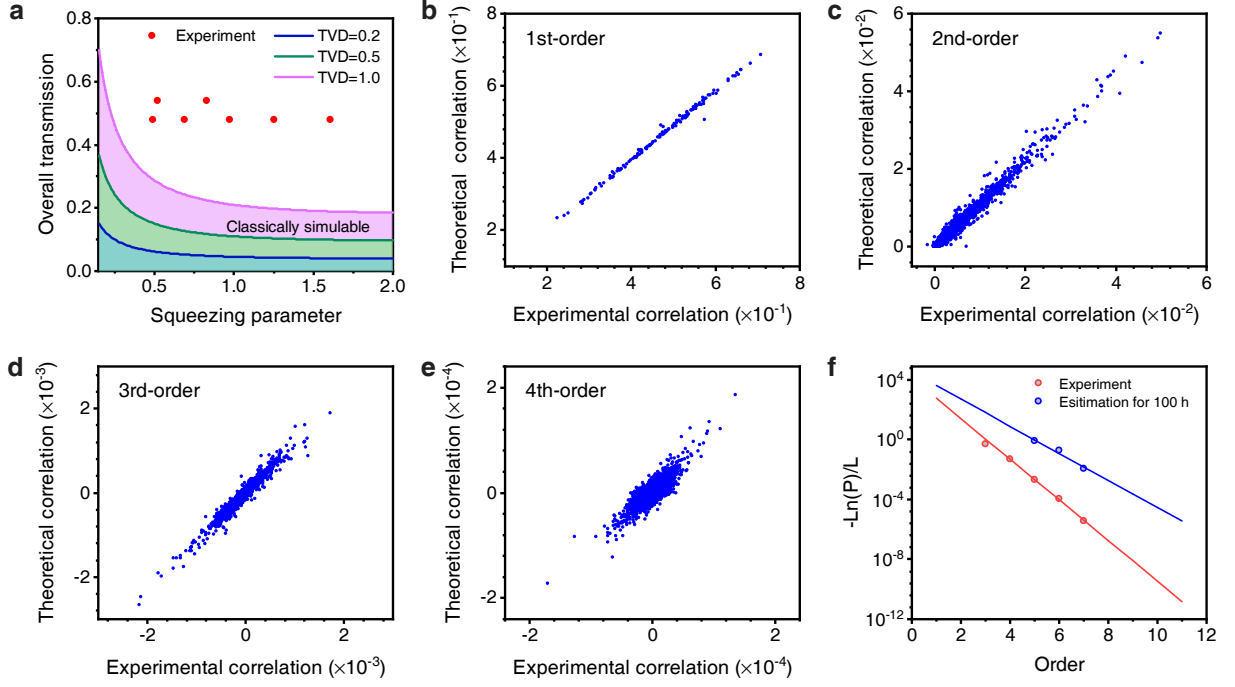 a
Experiment
TVD=0.2
TVD=0.5
TVD=1.0
Classically simulable
Overall transmission
0.8
0.6
0.4
0.2
0.0
0.5
1.0
1.5
2.0
Squeezing parameter
b
1st-order
Theoretical correlation (×10⁻¹)
8
6
4
2
2
4
6
8
Experimental correlation (×10⁻¹)
c
2nd-order
Theoretical correlation (×10⁻²)
6
4
2
0
0
2
4
6
Experimental correlation (×10⁻²)
d
3rd-order
Theoretical correlation (×10⁻³)
2
0
-2
-2
0
2
Experimental correlation (×10⁻³)
e
4th-order
Theoretical correlation (×10⁻⁴)
2
0
-2
-2
0
2
Experimental correlation (×10⁻⁴)
f
Experiment
Esitimation for 100 h
-Ln(P)/L
10⁴
10⁰
10⁻⁴
10⁻⁸
10⁻¹²
0
2
4
6
8
10
12
Order